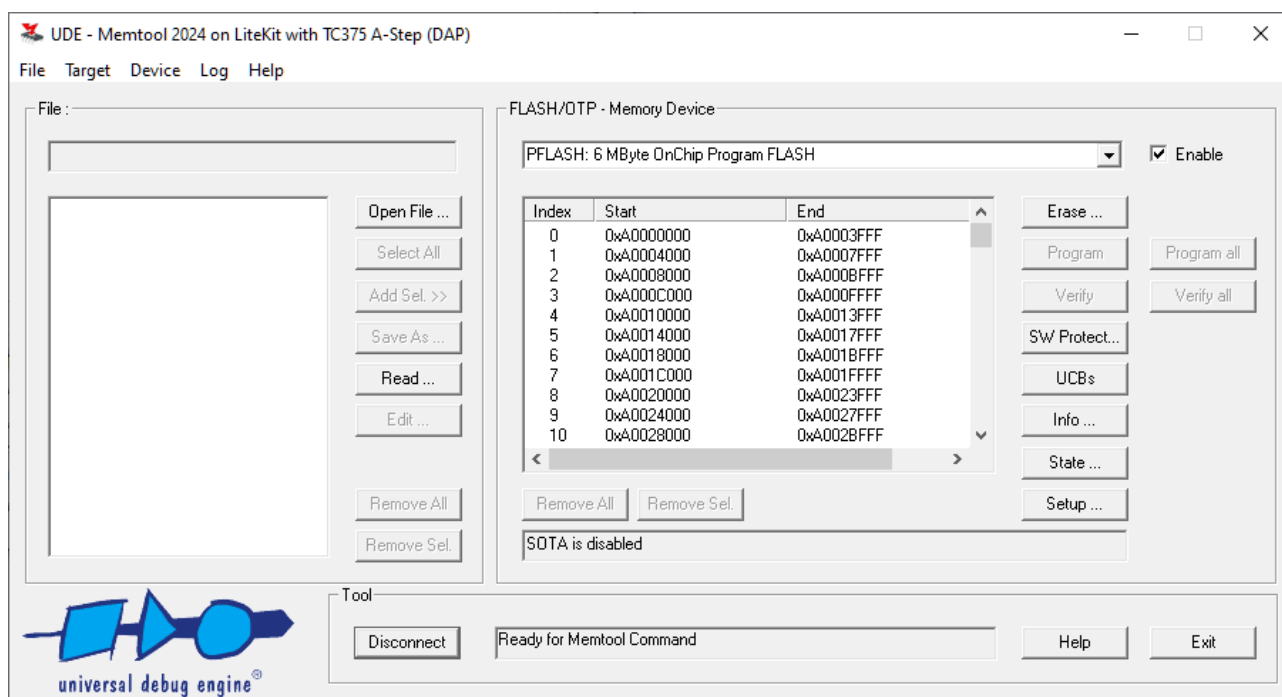 UDE - Memtool 2024 on LiteKit with TC375 A-Step (DAP)
File Target Device Log Help
File :
Open File ...
Select All
Add Sel. >>
Save As ...
Read ...
Edit ...
Remove All
Remove Sel.
FLASH/OTP - Memory Device
PFLASH: 6 MByte OnChip Program FLASH
Enable
Index Start End
0 0xA0000000 0xA0003FFF
1 0xA0004000 0xA0007FFF
2 0xA0008000 0xA000BFFF
3 0xA000C000 0xA000FFFF
4 0xA0010000 0xA0013FFF
5 0xA0014000 0xA0017FFF
6 0xA0018000 0xA001BFFF
7 0xA001C000 0xA001FFFF
8 0xA0020000 0xA0023FFF
9 0xA0024000 0xA0027FFF
10 0xA0028000 0xA002BFFF
Erase ...
Program
Program all
Verify
Verify all
SW Protect...
UCBs
Info ...
State ...
Setup ...
Remove All
Remove Sel.
SOTA is disabled
universal debug engine®
Tool
Disconnect
Ready for Memtool Command
Help
Exit